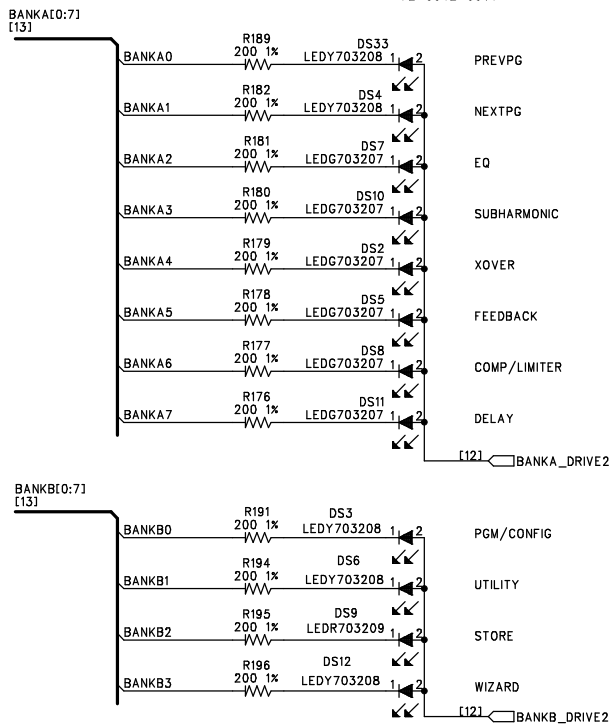 BANKA[0:7]
[13]
BANKA0 R189 200 1% DS33 LEDY703208 1 2 PREVPG
BANKA1 R182 200 1% DS4 LEDY703208 1 2 NEXTPG
BANKA2 R181 200 1% DS7 LEDG703207 1 2 EQ
BANKA3 R180 200 1% DS10 LEDG703207 1 2 SUBHARMONIC
BANKA4 R179 200 1% DS2 LEDG703207 1 2 XOVER
BANKA5 R178 200 1% DS5 LEDG703207 1 2 FEEDBACK
BANKA6 R177 200 1% DS8 LEDG703207 1 2 COMP/LIMITER
BANKA7 R176 200 1% DS11 LEDG703207 1 2 DELAY
[12] BANKA_DRIVE2
BANKB[0:7]
[13]
BANKB0 R191 200 1% DS3 LEDY703208 1 2 PGM/CONFIG
BANKB1 R194 200 1% DS6 LEDY703208 1 2 UTILITY
BANKB2 R195 200 1% DS9 LEDR703209 1 2 STORE
BANKB3 R196 200 1% DS12 LEDY703208 1 2 WIZARD
[12] BANKB_DRIVE2